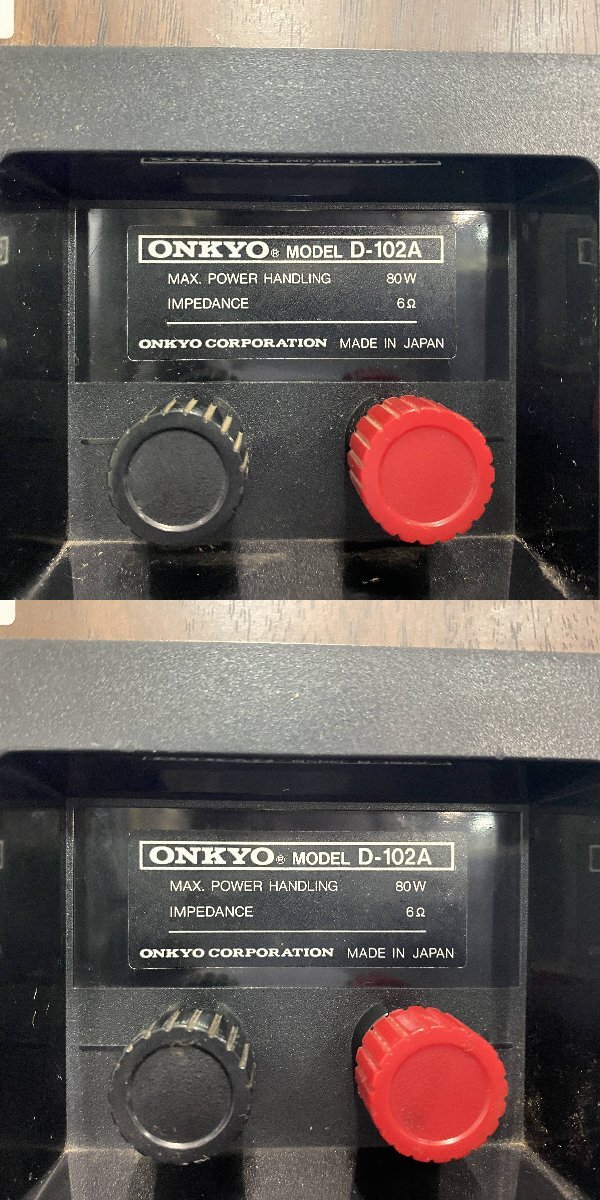 ONKYO® MODEL D-102A
MAX. POWER HANDLING 80W
IMPEDANCE 6Ω
ONKYO CORPORATION MADE IN JAPAN
ONKYO® MODEL D-102A
MAX. POWER HANDLING 80W
IMPEDANCE 6Ω
ONKYO CORPORATION MADE IN JAPAN